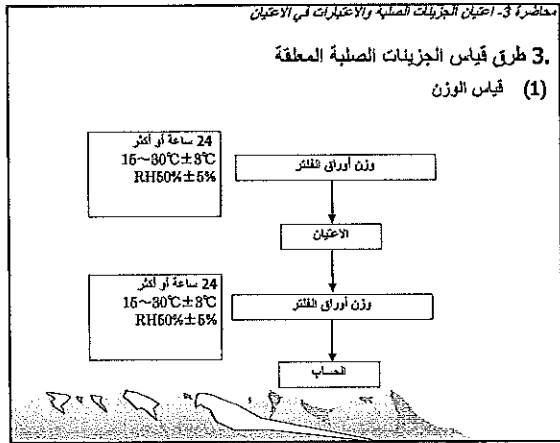 محاضرة 3- اعتيان الجزيئات الصلبة والاعتبارات في الاعتيان
3. طرق قياس الجزيئات الصلبة المعلقة
(1) قياس الوزن
24 ساعة أو أكثر
15~30℃±3℃
RH50%±5%
وزن أوراق الفلتر
الاعتيان
24 ساعة أو أكثر
15~30℃±3℃
RH50%±5%
وزن أوراق الفلتر
الحساب